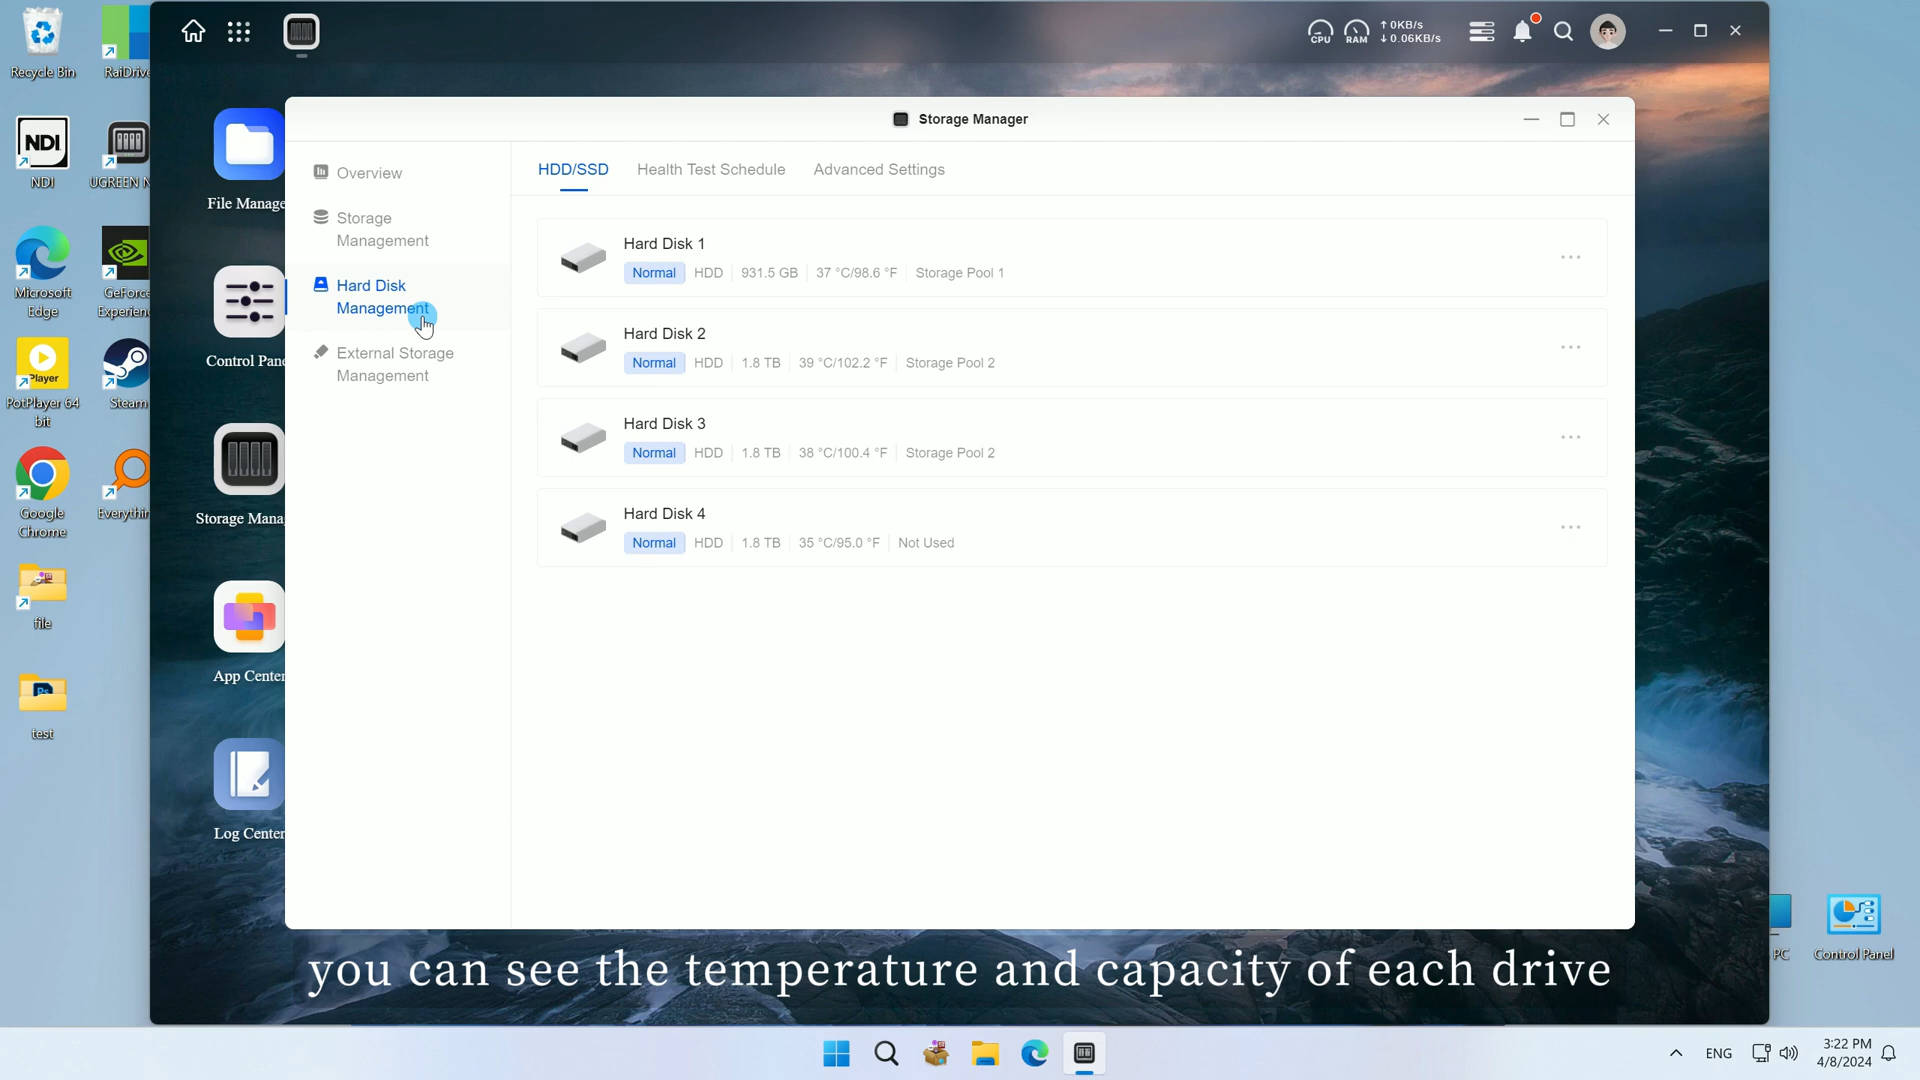 Recycle Bin
RaiDrive
NDI
NDI
UGREEN N
Microsoft
Edge
GeForce
Experienc
Player
PotPlayer 64
bit
Steam
Google
Chrome
Everythin
file
Ps
test
CPU
RAM
↑ 0KB/s
↓ 0.06KB/s
File Manage
Control Pane
Storage Mana
App Center
Log Center
Storage Manager
Overview
Storage
Management
Hard Disk
Management
External Storage
Management
HDD/SSD Health Test Schedule Advanced Settings
Hard Disk 1
Normal HDD 931.5 GB 37 °C/98.6 °F Storage Pool 1
Hard Disk 2
Normal HDD 1.8 TB 39 °C/102.2 °F Storage Pool 2
Hard Disk 3
Normal HDD 1.8 TB 38 °C/100.4 °F Storage Pool 2
Hard Disk 4
Normal HDD 1.8 TB 35 °C/95.0 °F Not Used
you can see the temperature and capacity of each drive
PC
Control Panel
ENG
3:22 PM
4/8/2024